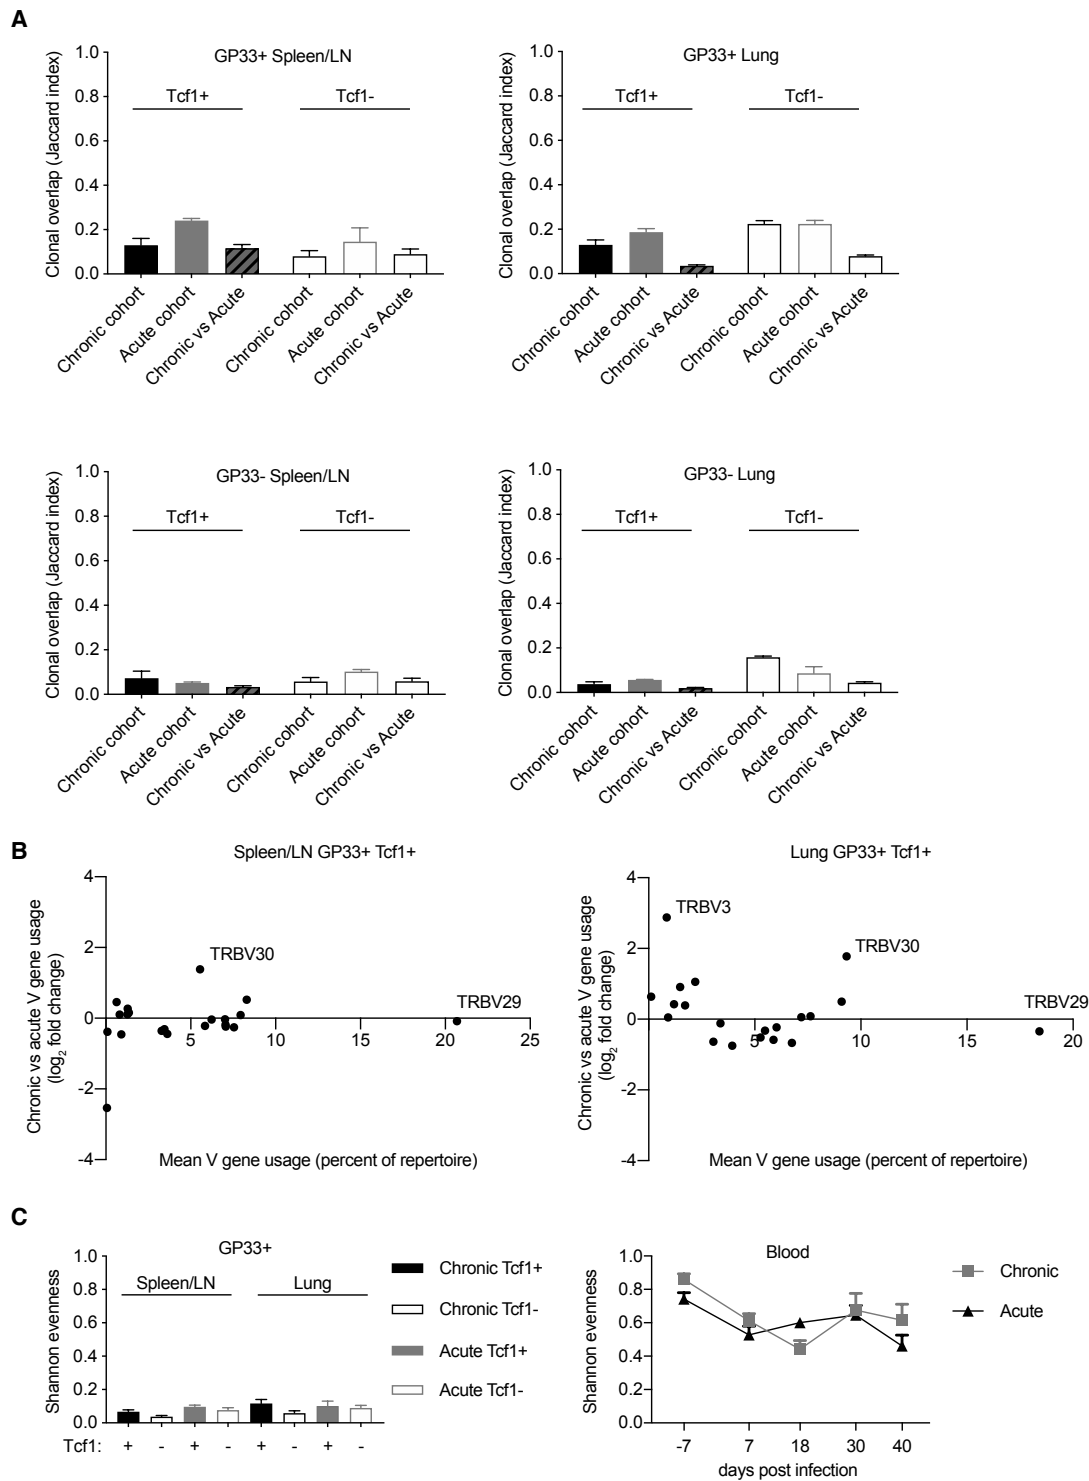 A
GP33+ Spleen/LN
Clonal overlap (Jaccard index)
1.0
0.8
0.6
0.4
0.2
0.0
Tcf1+
Tcf1-
Chronic cohort
Acute cohort
Chronic vs Acute
Chronic cohort
Acute cohort
Chronic vs Acute
GP33+ Lung
Clonal overlap (Jaccard index)
1.0
0.8
0.6
0.4
0.2
0.0
Tcf1+
Tcf1-
Chronic cohort
Acute cohort
Chronic vs Acute
Chronic cohort
Acute cohort
Chronic vs Acute
GP33- Spleen/LN
Clonal overlap (Jaccard index)
1.0
0.8
0.6
0.4
0.2
0.0
Tcf1+
Tcf1-
Chronic cohort
Acute cohort
Chronic vs Acute
Chronic cohort
Acute cohort
Chronic vs Acute
GP33- Lung
Clonal overlap (Jaccard index)
1.0
0.8
0.6
0.4
0.2
0.0
Tcf1+
Tcf1-
Chronic cohort
Acute cohort
Chronic vs Acute
Chronic cohort
Acute cohort
Chronic vs Acute
B
Spleen/LN GP33+ Tcf1+
Chronic vs acute V gene usage
(log2 fold change)
4
2
0
-2
-4
TRBV30
TRBV29
5
10
15
20
25
Mean V gene usage (percent of repertoire)
Lung GP33+ Tcf1+
Chronic vs acute V gene usage
(log2 fold change)
4
2
0
-2
-4
TRBV3
TRBV30
TRBV29
5
10
15
20
Mean V gene usage (percent of repertoire)
C
GP33+
Shannon evenness
1.0
0.8
0.6
0.4
0.2
0.0
Spleen/LN
Lung
Tcf1: + - + - + - + -
Chronic Tcf1+
Chronic Tcf1-
Acute Tcf1+
Acute Tcf1-
Blood
Shannon evenness
1.0
0.8
0.6
0.4
0.2
0.0
-7 7 18 30 40
days post infection
Chronic
Acute